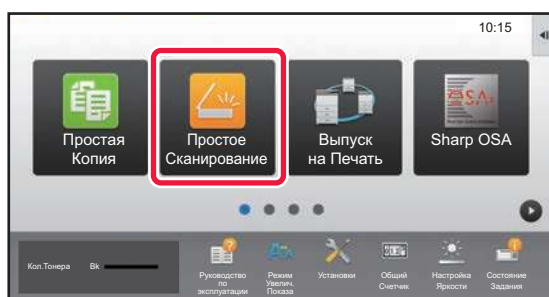 10:15
Простая
Копия
Простое
Сканирование
Выпуск
на Печать
Sharp OSA
Кол.Тонера
Bk
Руководство
по
эксплуатации
Режим
Увелич.
Показа
Установки
Общий
Счетчик
Настройка
Яркости
Состояние
Задания